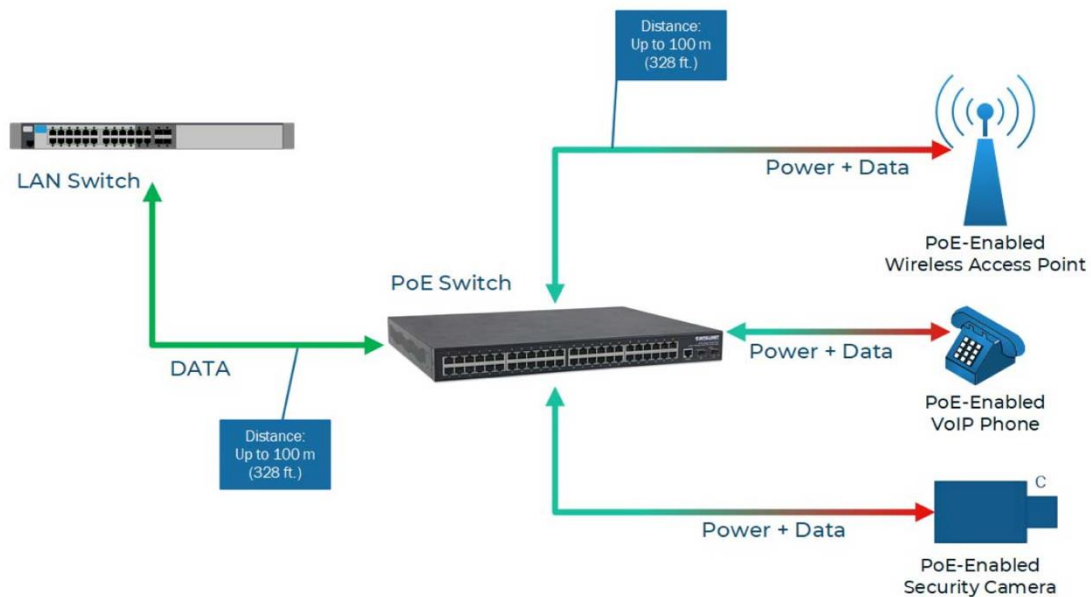 Distance:
Up to 100 m
(328 ft.)
LAN Switch
Power + Data
PoE-Enabled
Wireless Access Point
PoE Switch
DATA
Power + Data
PoE-Enabled
VoIP Phone
Distance:
Up to 100 m
(328 ft.)
C
Power + Data
PoE-Enabled
Security Camera